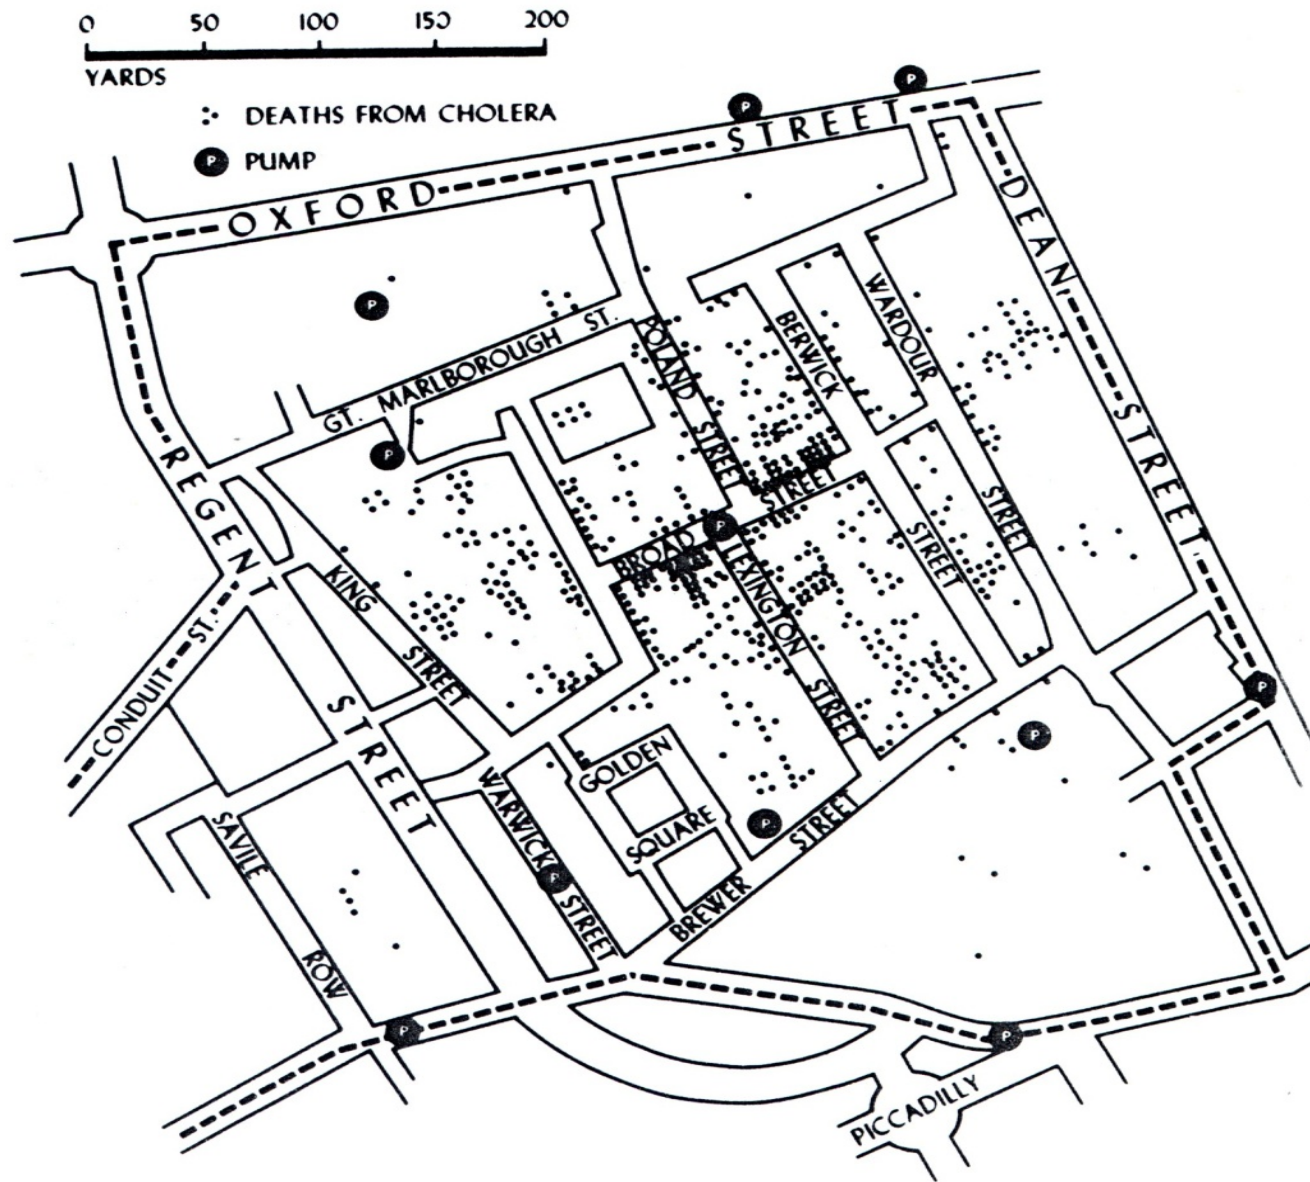 0 50 100 150 200
YARDS
DEATHS FROM CHOLERA
P PUMP
P
P
OXFORD STREET
DEAN STREET
P
WARDOUR STREET
BERWICK STREET
POLAND STREET
GT. MARLBOROUGH ST.
P
REGENT STREET
BROAD STREET
P
LEXINGTON STREET
KING STREET
CONDUIT ST.
P
P
GOLDEN SQUARE
WARWICK STREET
P
P
BREWER STREET
SAVILE ROW
P
P
PICCADILLY